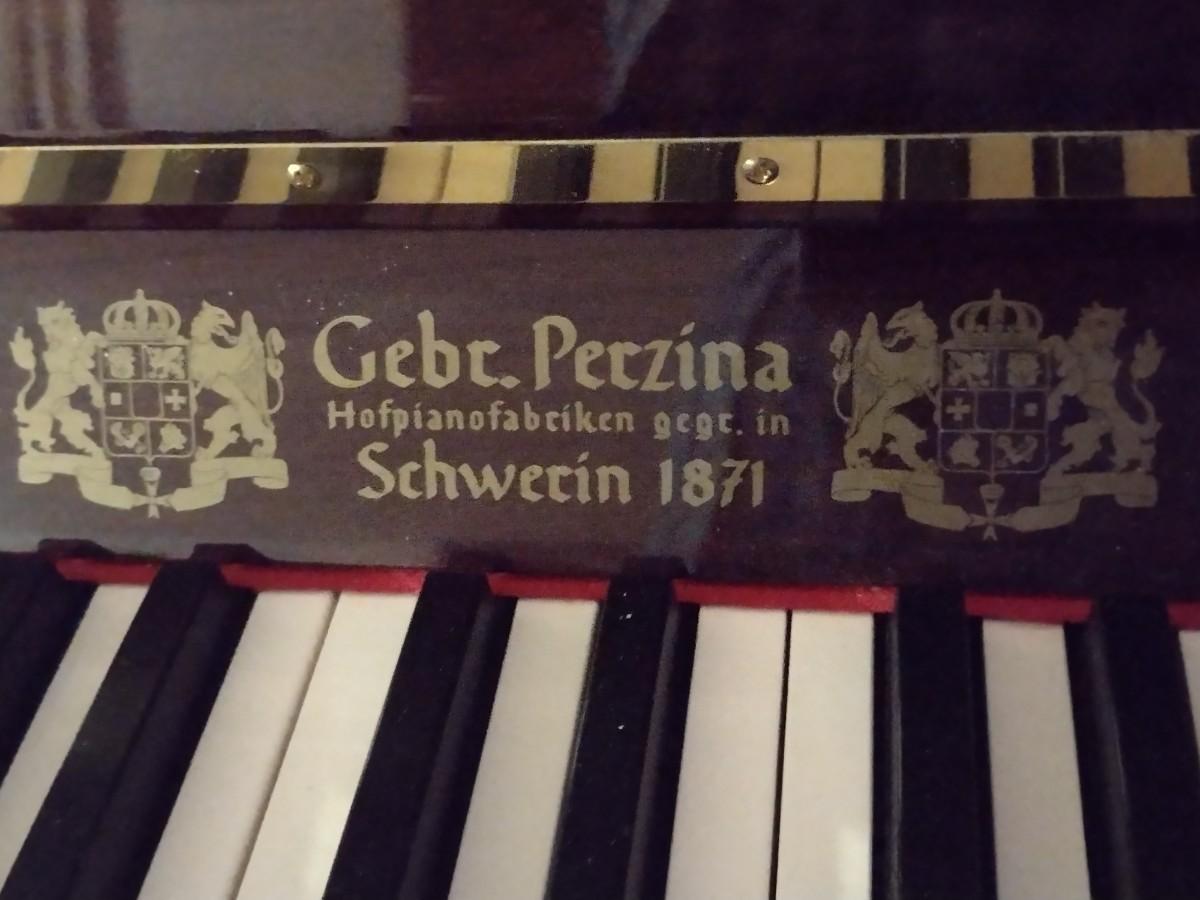 Gebr. Perzina
Hofpianofabriken gegr. in
Schwerin 1871